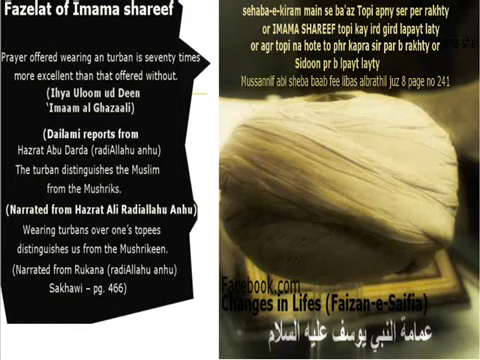 Fazelat of Imama shareef
Prayer offered wearing an turban is seventy times
more excellent than that offered without.
(Ihya Uloom ud Deen
‘Imaam al Ghazaali)
(Dailami reports from
Hazrat Abu Darda (radiAllahu anhu)
The turban distinguishes the Muslim
from the Mushriks.
(Narrated from Hazrat Ali Radiallahu Anhu)
Wearing turbans over one’s topees
distinguishes us from the Mushrikeen.
(Narrated from Rukana (radiAllahu anhu)
Sakhawi – pg. 466)
sehaba-e-kiram main se ba'az Topi apny ser per rakhty
or IMAMA SHAREEF topi kay ird gird lapayt laty
or agr topi na hote to phr kapra sir par b rakhty or
Sidoon pr b lpayt layty
Mussannif abi sheba baab fee libas albrathil juz 8 page no 241
Facebook.com
Changes in Lifes (Faizan-e-Saifia)
عمامة النبي يوسف عليه السلام